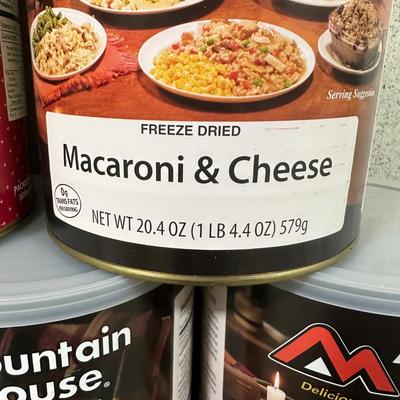 Serving Suggestion
FREEZE DRIED
Macaroni & Cheese
0g
TRANS FATS
PER SERVING
NET WT 20.4 OZ (1 LB 4.4 OZ) 579g
ountain
ouse®